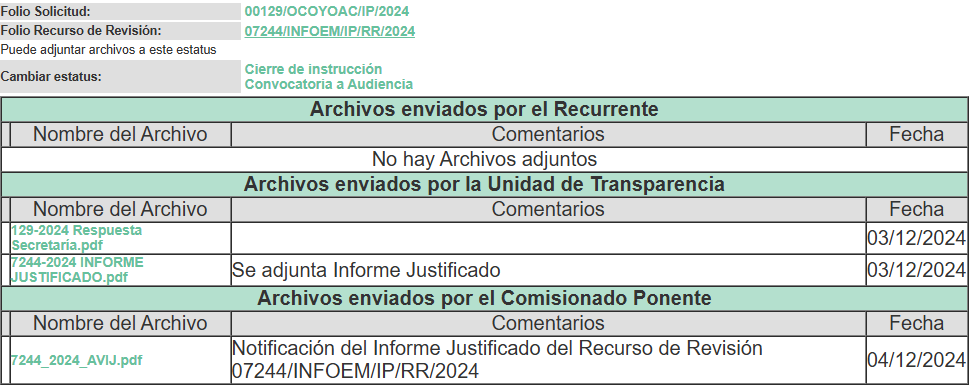 Folio Solicitud: 00129/OCOYOAC/IP/2024
Folio Recurso de Revisión: 07244/INFOEM/IP/RR/2024
Puede adjuntar archivos a este estatus
Cambiar estatus: Cierre de instrucción
Convocatoria a Audiencia
Archivos enviados por el Recurrente
Nombre del Archivo Comentarios Fecha
No hay Archivos adjuntos
Archivos enviados por la Unidad de Transparencia
Nombre del Archivo Comentarios Fecha
129-2024 Respuesta
Secretaría.pdf 03/12/2024
7244-2024 INFORME
JUSTIFICADO.pdf Se adjunta Informe Justificado 03/12/2024
Archivos enviados por el Comisionado Ponente
Nombre del Archivo Comentarios Fecha
7244_2024_AVIJ.pdf Notificación del Informe Justificado del Recurso de Revisión
07244/INFOEM/IP/RR/2024 04/12/2024